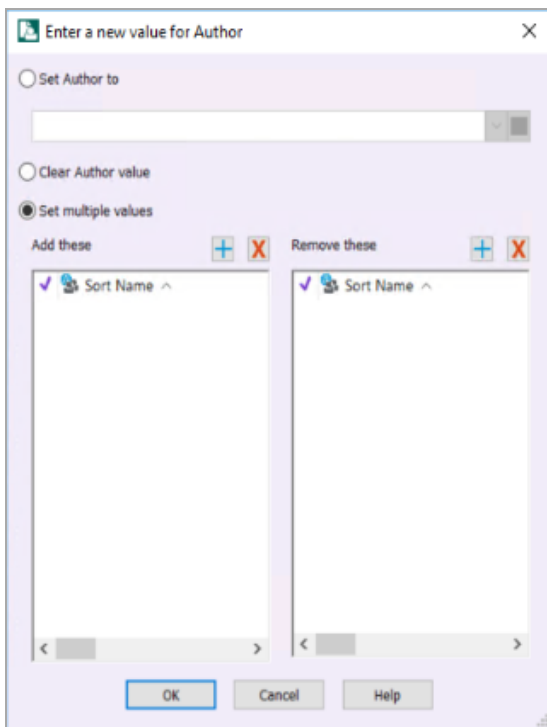 Enter a new value for Author
Set Author to
Clear Author value
Set multiple values
Add these
Remove these
Sort Name
Sort Name
OK
Cancel
Help